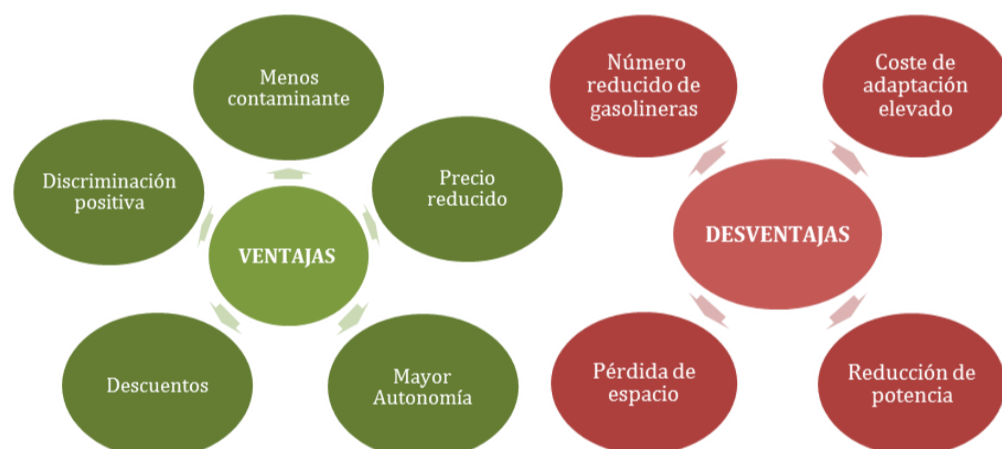 Menos
contaminante
Discriminación
positiva
Precio
reducido
VENTAJAS
Descuentos
Mayor
Autonomía
Número
reducido de
gasolineras
Coste de
adaptación
elevado
DESVENTAJAS
Pérdida de
espacio
Reducción de
potencia